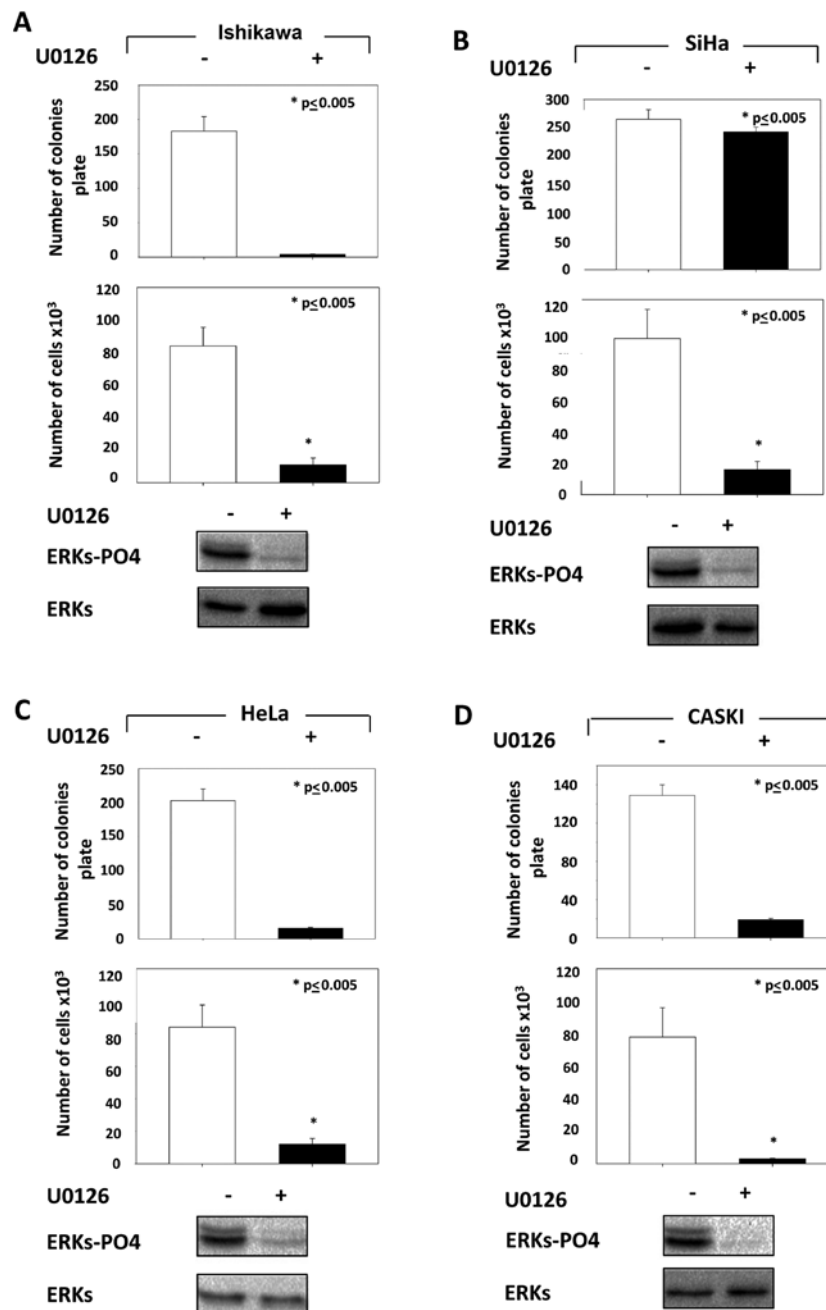 A
Ishikawa
U0126 - +
Number of colonies
plate
200
150
100
50
0
* p≤0.005
Number of cells x10³
120
100
80
60
40
20
0
* p≤0.005
*
U0126 - +
ERKs-PO4
ERKs
B
SiHa
U0126 - +
Number of colonies
plate
300
250
200
150
100
50
0
* p≤0.005
Number of cells x10³
120
100
80
60
40
20
0
* p≤0.005
*
U0126 - +
ERKs-PO4
ERKs
C
HeLa
U0126 - +
Number of colonies
plate
200
150
200
100
50
0
* p≤0.005
Number of cells x10³
120
100
80
60
40
20
0
* p≤0.005
*
U0126 - +
ERKs-PO4
ERKs
D
CASKI
U0126 - +
Number of colonies
plate
140
120
40
20
0
* p≤0.005
Number of cells x10³
120
100
80
60
40
20
0
* p≤0.005
*
U0126 - +
ERKs-PO4
ERKs